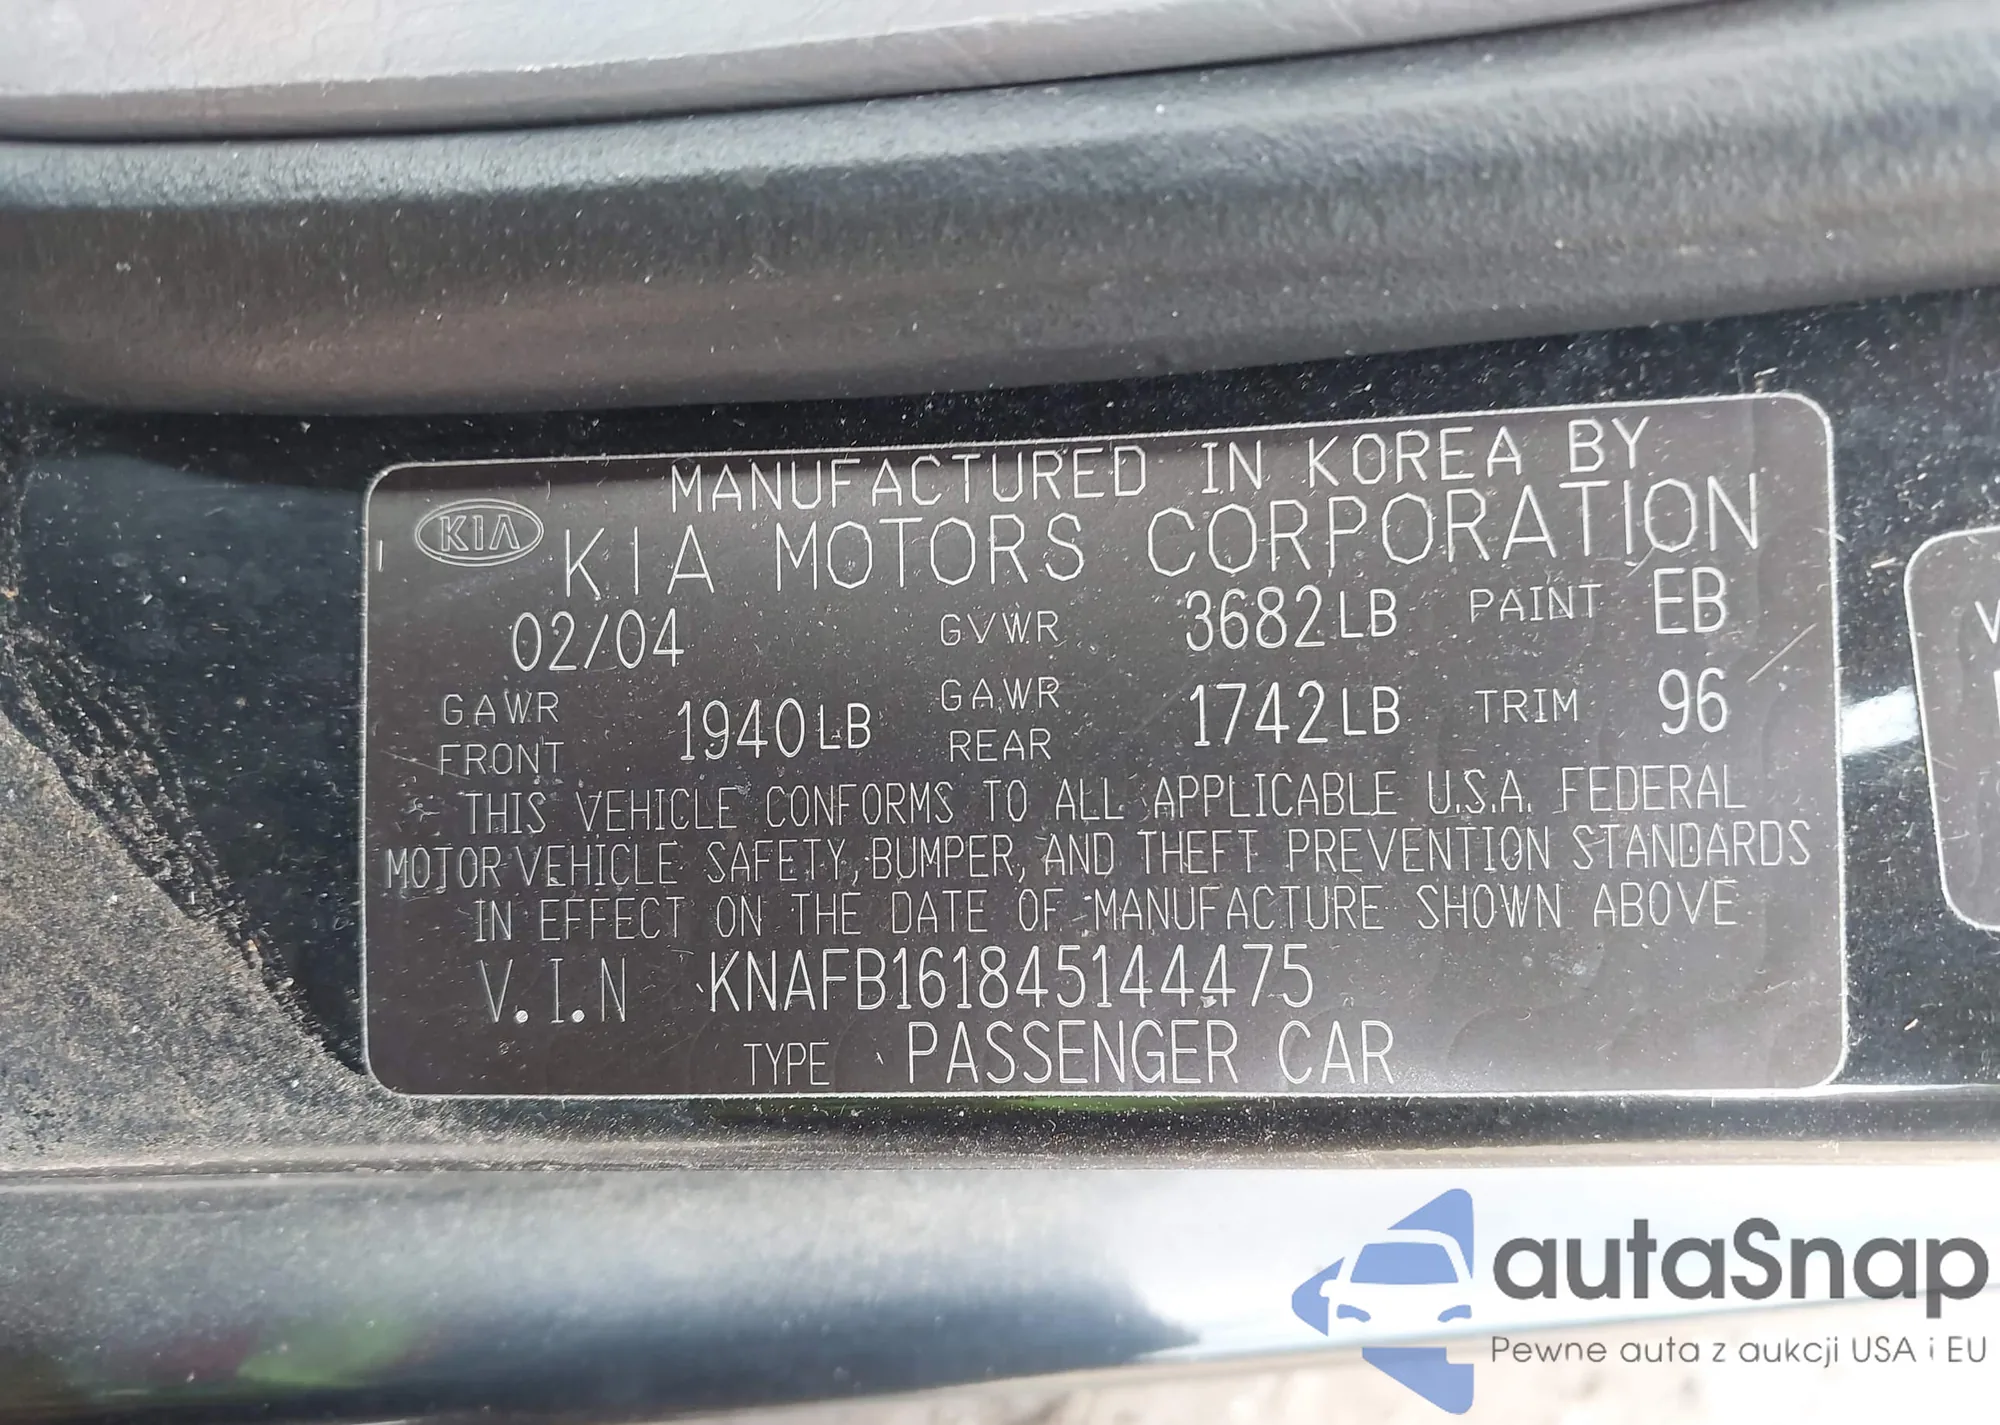 MANUFACTURED IN KOREA BY
KIA KIA MOTORS CORPORATION
02/04 GVWR 3682LB PAINT EB
GAWR FRONT 1940LB GAWR REAR 1742LB TRIM 96
THIS VEHICLE CONFORMS TO ALL APPLICABLE U.S.A. FEDERAL
MOTOR VEHICLE SAFETY, BUMPER, AND THEFT PREVENTION STANDARDS
IN EFFECT ON THE DATE OF MANUFACTURE SHOWN ABOVE
V.I.N KNAFB161845144475
TYPE PASSENGER CAR
autaSnap
Pewne auta z aukcji USA i EU